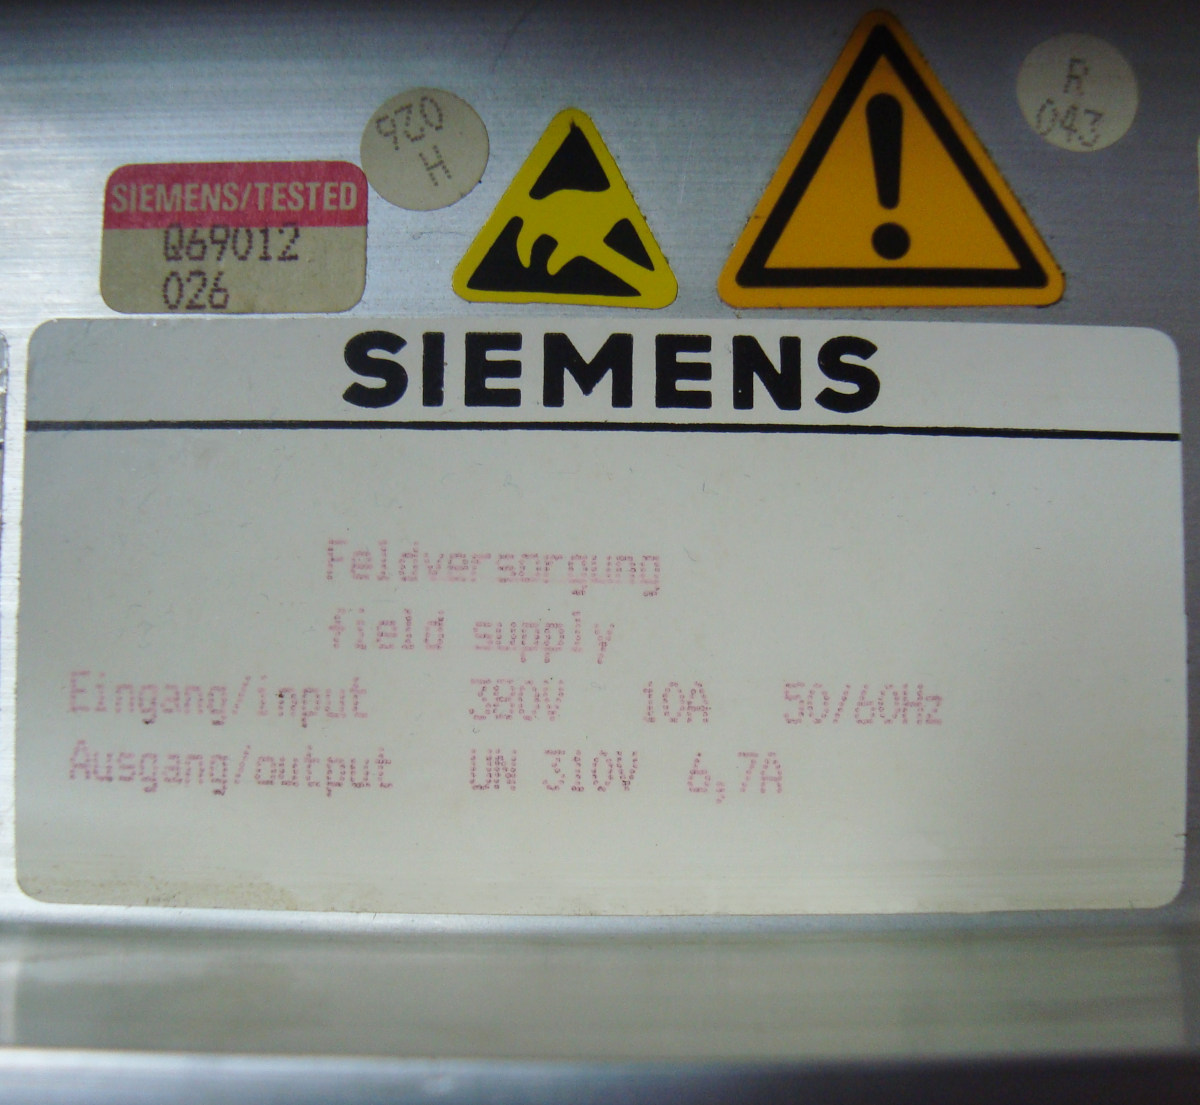 R
043
026
H
SIEMENS/TESTED
Q69012
026
SIEMENS
Feldversorgung
field supply
Eingang/input 380V 10A 50/60Hz
Ausgang/output UN 310V 6,7A